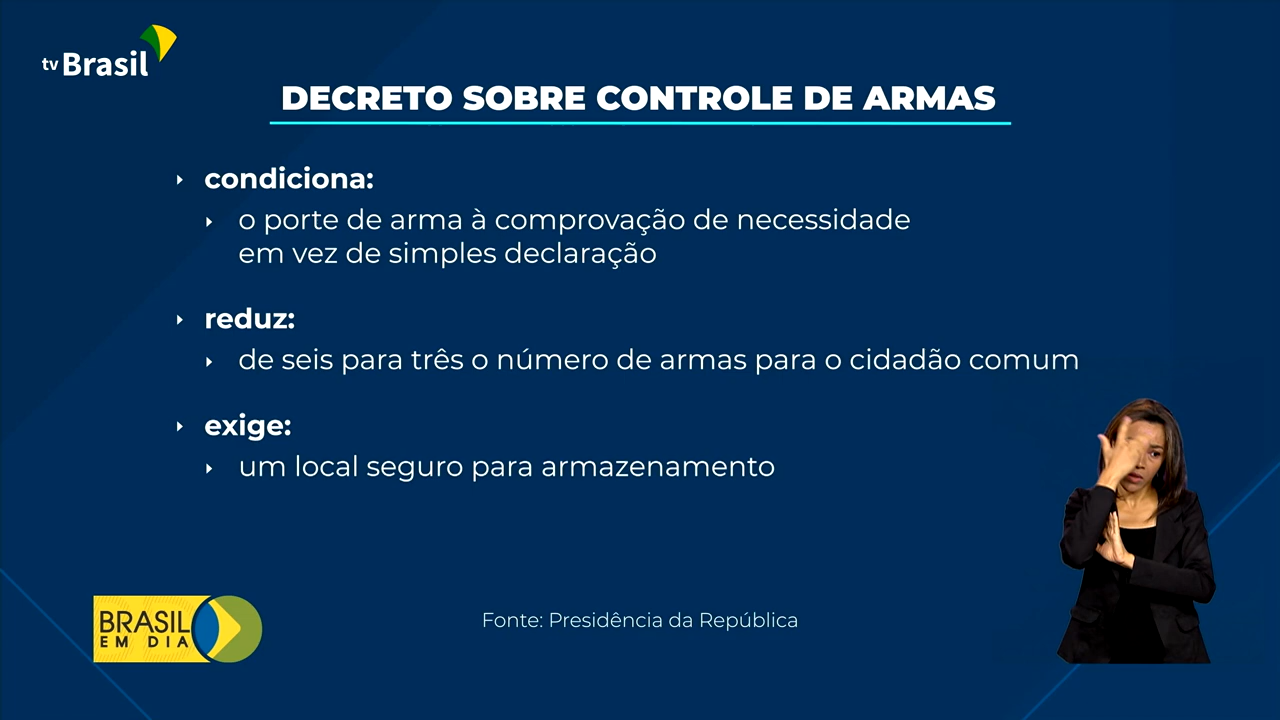 tv Brasil
DECRETO SOBRE CONTROLE DE ARMAS
condiciona:
o porte de arma à comprovação de necessidade
em vez de simples declaração
reduz:
de seis para três o número de armas para o cidadão comum
exige:
um local seguro para armazenamento
BRASIL
EM DIA
Fonte: Presidência da República